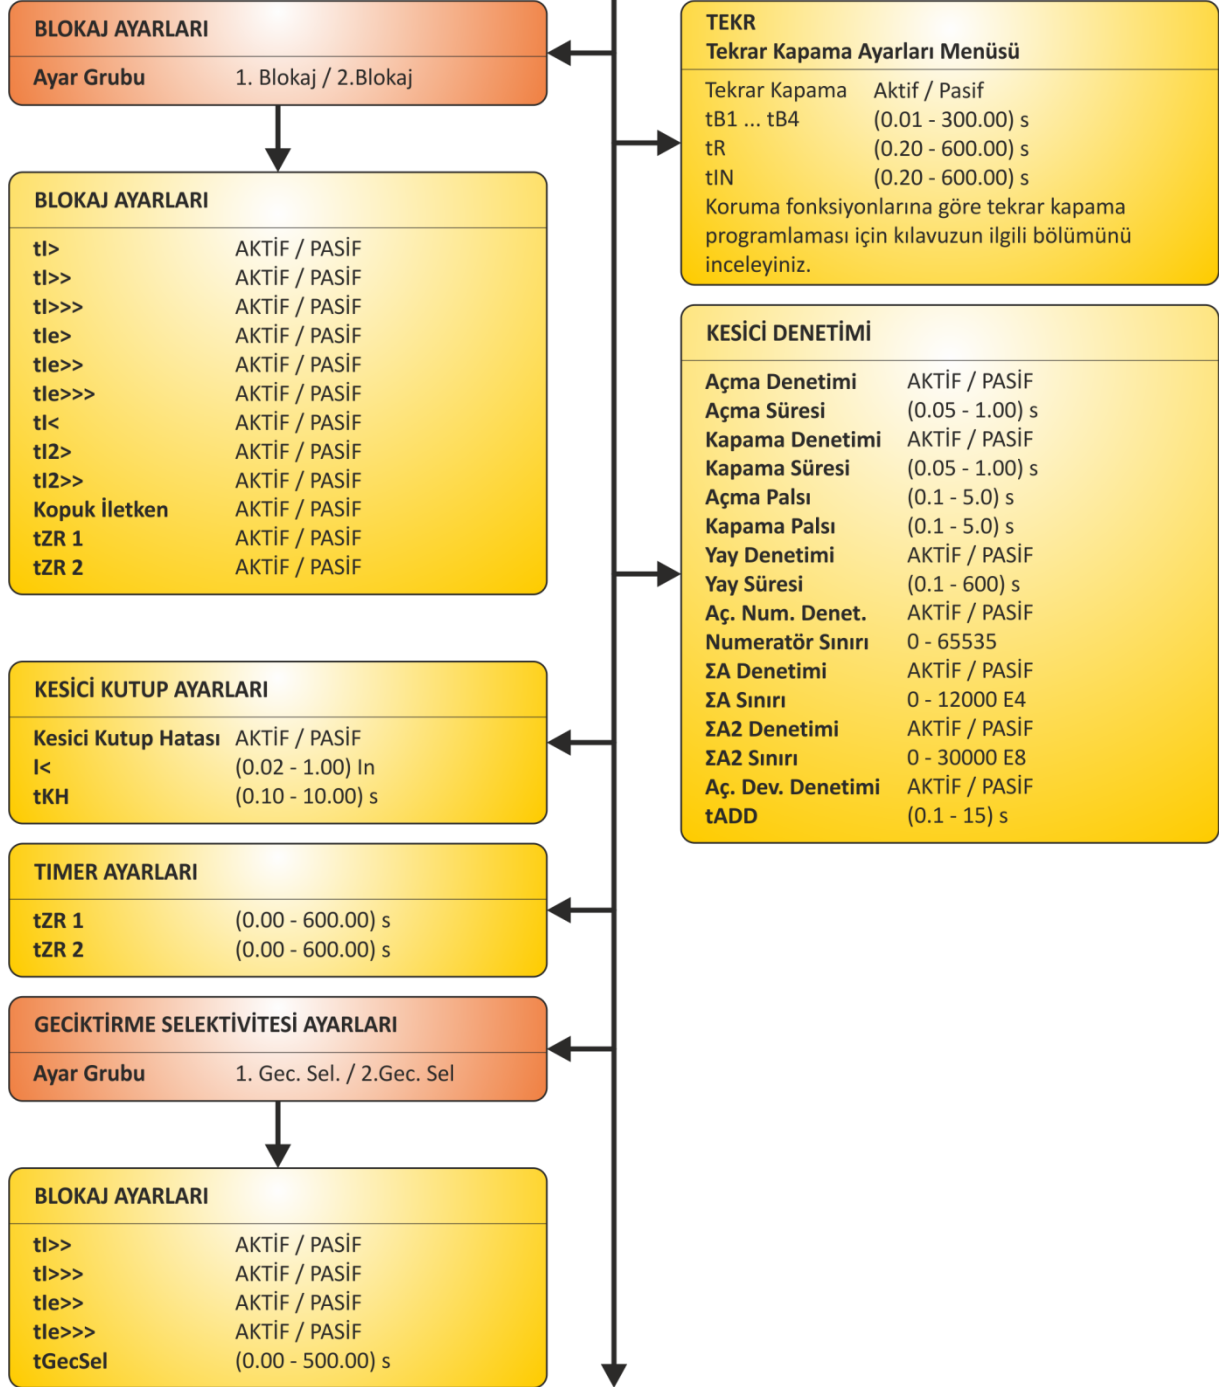 BLOKAJ AYARLARI
Ayar Grubu 1. Blokaj / 2.Blokaj
BLOKAJ AYARLARI
tI> AKTİF / PASİF
tI>> AKTİF / PASİF
tI>>> AKTİF / PASİF
tIe> AKTİF / PASİF
tIe>> AKTİF / PASİF
tIe>>> AKTİF / PASİF
tI< AKTİF / PASİF
tI2> AKTİF / PASİF
tI2>> AKTİF / PASİF
Kopuk İletken AKTİF / PASİF
tZR 1 AKTİF / PASİF
tZR 2 AKTİF / PASİF
KESİCİ KUTUP AYARLARI
Kesici Kutup Hatası AKTİF / PASİF
I< (0.02 - 1.00) In
tKH (0.10 - 10.00) s
TIMER AYARLARI
tZR 1 (0.00 - 600.00) s
tZR 2 (0.00 - 600.00) s
GECİKTİRME SELEKTİVİTESİ AYARLARI
Ayar Grubu 1. Gec. Sel. / 2.Gec. Sel
BLOKAJ AYARLARI
tI>> AKTİF / PASİF
tI>>> AKTİF / PASİF
tIe>> AKTİF / PASİF
tIe>>> AKTİF / PASİF
tGecSel (0.00 - 500.00) s
TEKR
Tekrar Kapama Ayarları Menüsü
Tekrar Kapama Aktif / Pasif
tB1 ... tB4 (0.01 - 300.00) s
tR (0.20 - 600.00) s
tIN (0.20 - 600.00) s
Koruma fonksiyonlarına göre tekrar kapama
programlaması için kılavuzun ilgili bölümünü
inceleyiniz.
KESİCİ DENETİMİ
Açma Denetimi AKTİF / PASİF
Açma Süresi (0.05 - 1.00) s
Kapama Denetimi AKTİF / PASİF
Kapama Süresi (0.05 - 1.00) s
Açma Palsı (0.1 - 5.0) s
Kapama Palsı (0.1 - 5.0) s
Yay Denetimi AKTİF / PASİF
Yay Süresi (0.1 - 600) s
Aç. Num. Denet. AKTİF / PASİF
Numeratör Sınırı 0 - 65535
ΣA Denetimi AKTİF / PASİF
ΣA Sınırı 0 - 12000 E4
ΣA2 Denetimi AKTİF / PASİF
ΣA2 Sınırı 0 - 30000 E8
Aç. Dev. Denetimi AKTİF / PASİF
tADD (0.1 - 15) s